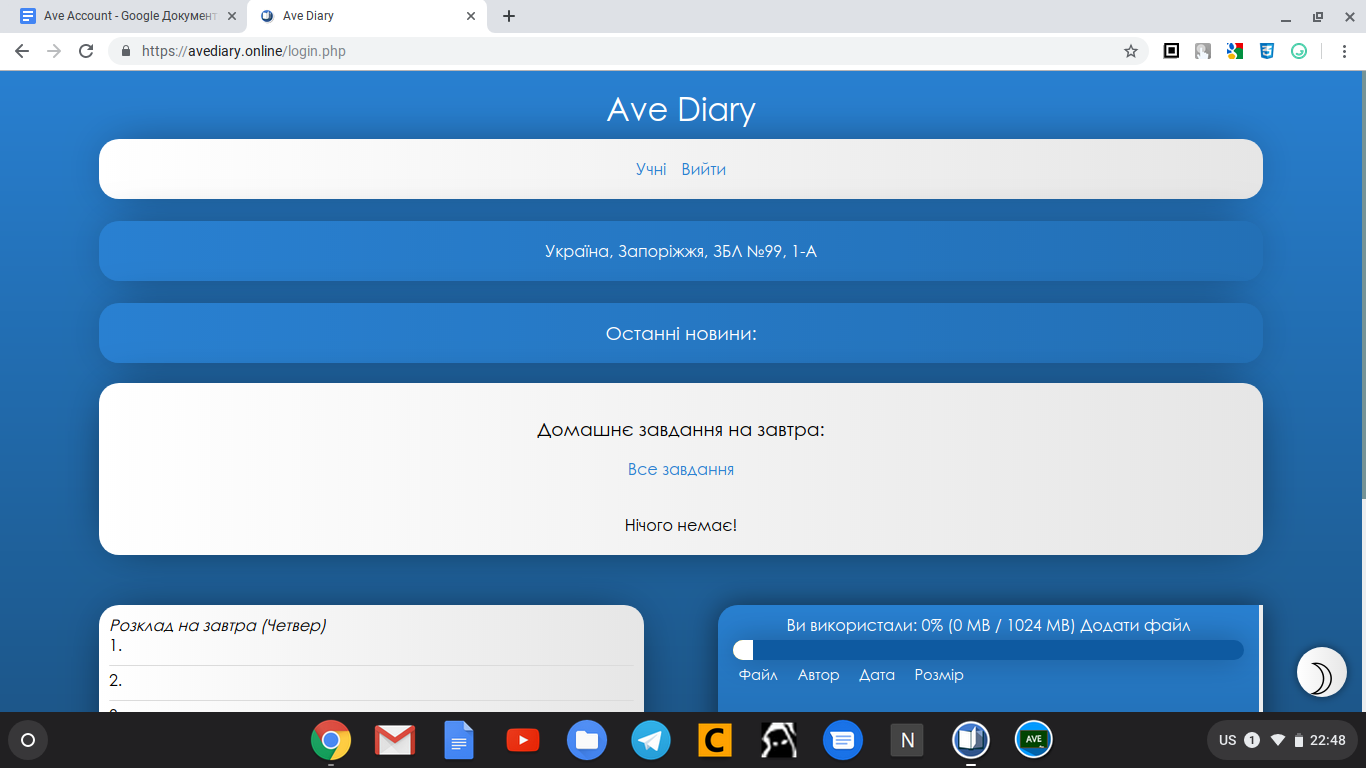 Ave Account - Google Документ
Ave Diary
https://avediary.online/login.php
Ave Diary
Учні Вийти
Україна, Запоріжжя, ЗБЛ №99, 1-А
Останні новини:
Домашнє завдання на завтра:
Все завдання
Нічого немає!
Розклад на завтра (Четвер)
1.
2.
Ви використали: 0% (0 MB / 1024 MB) Додати файл
Файл Автор Дата Розмір
C
N
AVE
US 1 22:48